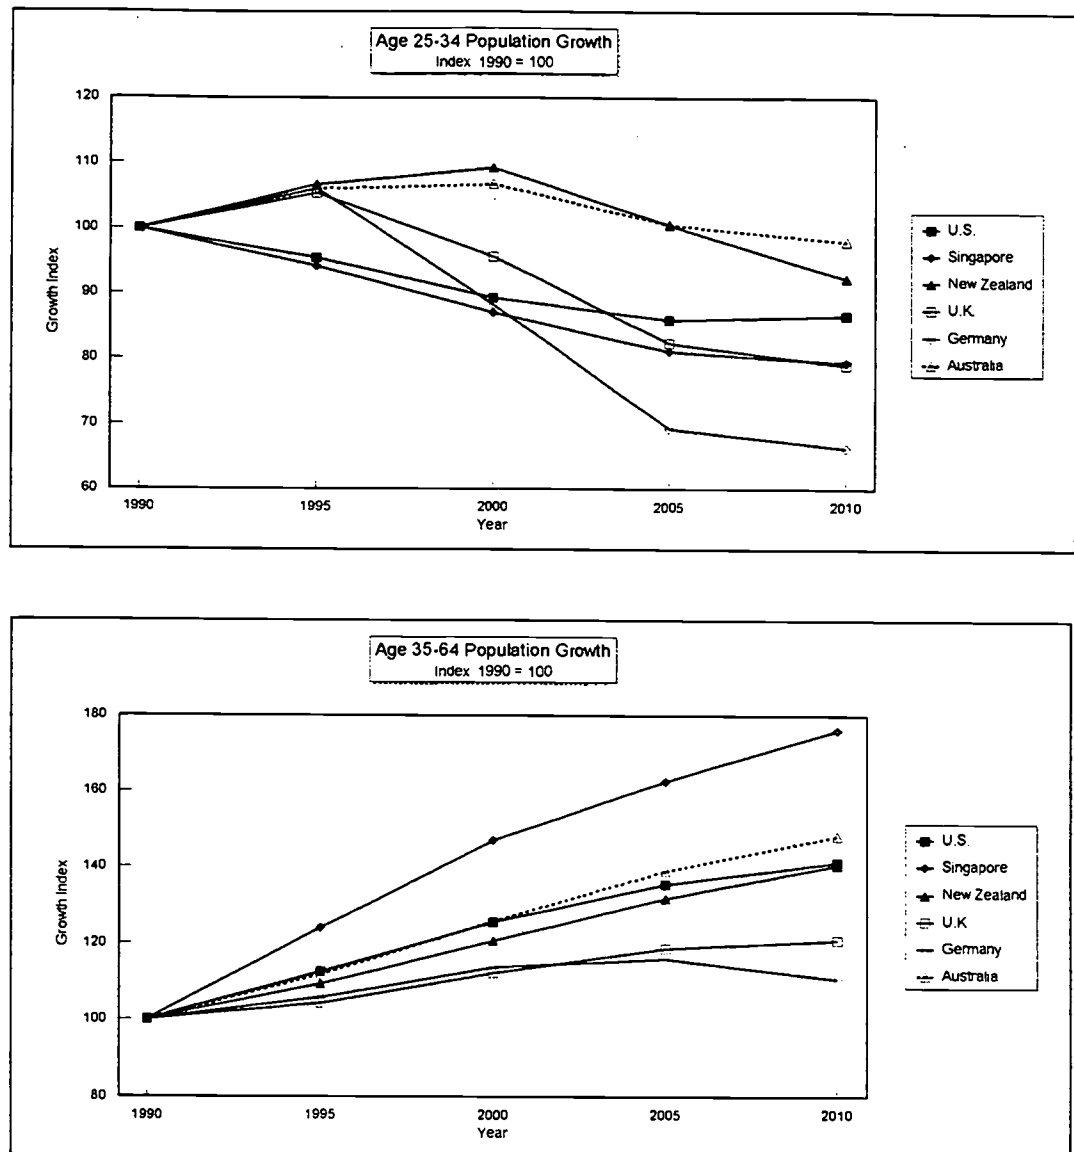 Age 25-34 Population Growth
Index 1990 = 100
120
110
100
90
80
70
60
Growth Index
1990 1995 2000 2005 2010
Year
U.S.
Singapore
New Zealand
U.K.
Germany
Australia
Age 35-64 Population Growth
Index 1990 = 100
180
160
140
120
100
80
Growth Index
1990 1995 2000 2005 2010
Year
U.S.
Singapore
New Zealand
U.K
Germany
Australia